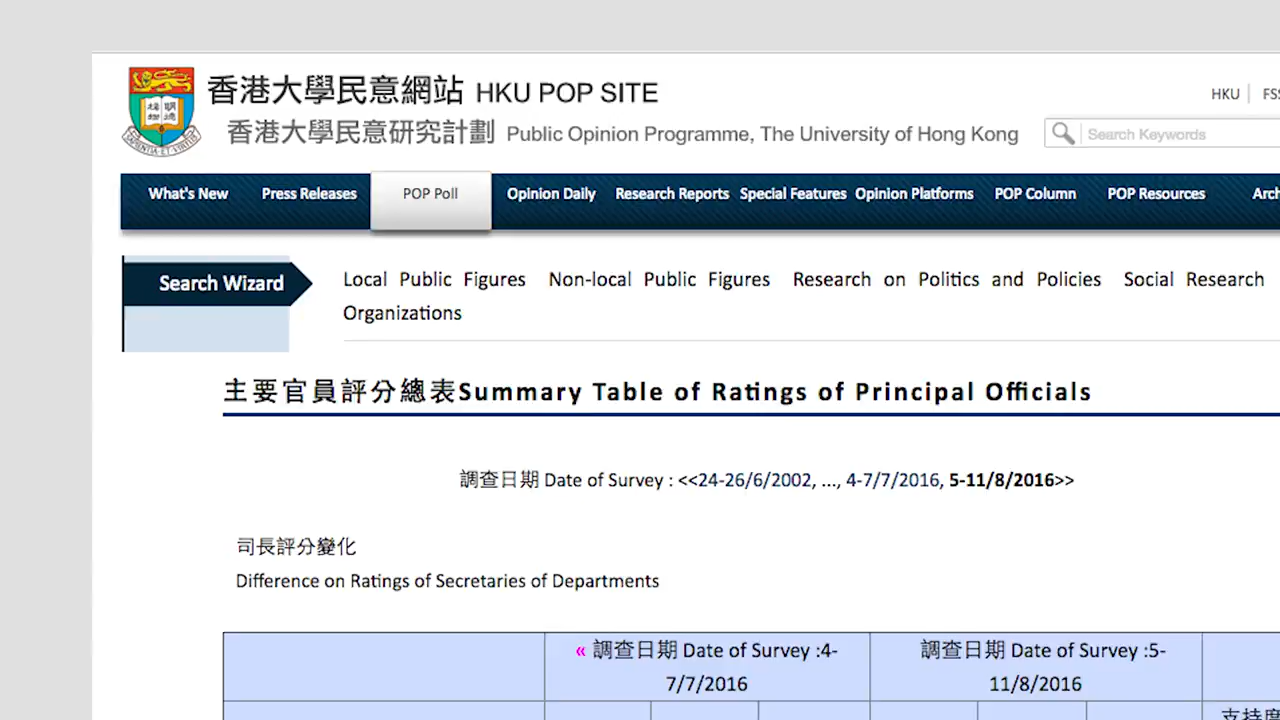 香港大學民意網站 HKU POP SITE
HKU
香港大學民意研究計劃 Public Opinion Programme, The University of Hong Kong
Search Keywords
What's New Press Releases POP Poll Opinion Daily Research Reports Special Features Opinion Platforms POP Column POP Resources
Search Wizard
Local Public Figures Non-local Public Figures Research on Politics and Policies Social Research
Organizations
主要官員評分總表Summary Table of Ratings of Principal Officials
調查日期 Date of Survey : <<24-26/6/2002, ..., 4-7/7/2016, 5-11/8/2016>>
司長評分變化
Difference on Ratings of Secretaries of Departments
« 調查日期 Date of Survey :4-
7/7/2016
調查日期 Date of Survey :5-
11/8/2016